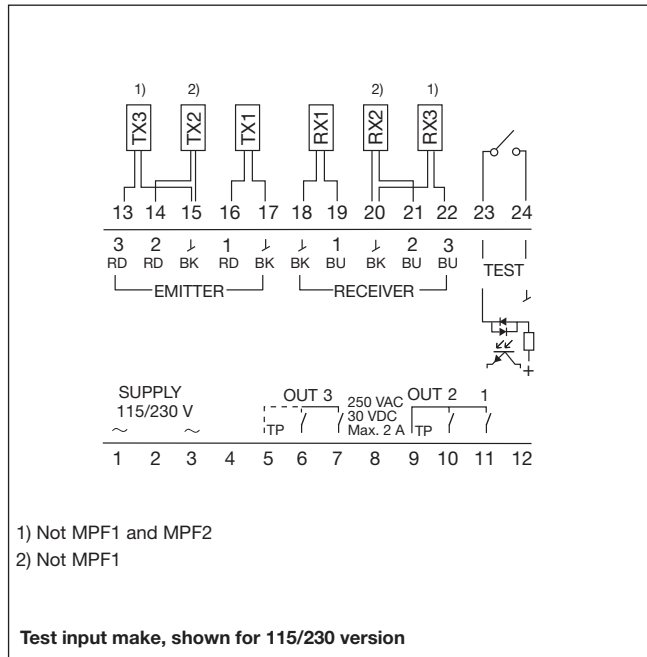 1) 2) 2) 1)
TX3 TX2 TX1 RX1 RX2 RX3
13 14 15 16 17 18 19 20 21 22 23 24
3 2 1 1 2 3
RD RD BK RD BK BK BU BK BU BU TEST
EMITTER RECEIVER
+
SUPPLY OUT 3 250 VAC OUT 2 1
115/230 V 30 VDC
~ ~ TP Max. 2 A TP
1 2 3 4 5 6 7 8 9 10 11 12
1) Not MPF1 and MPF2
2) Not MPF1
Test input make, shown for 115/230 version